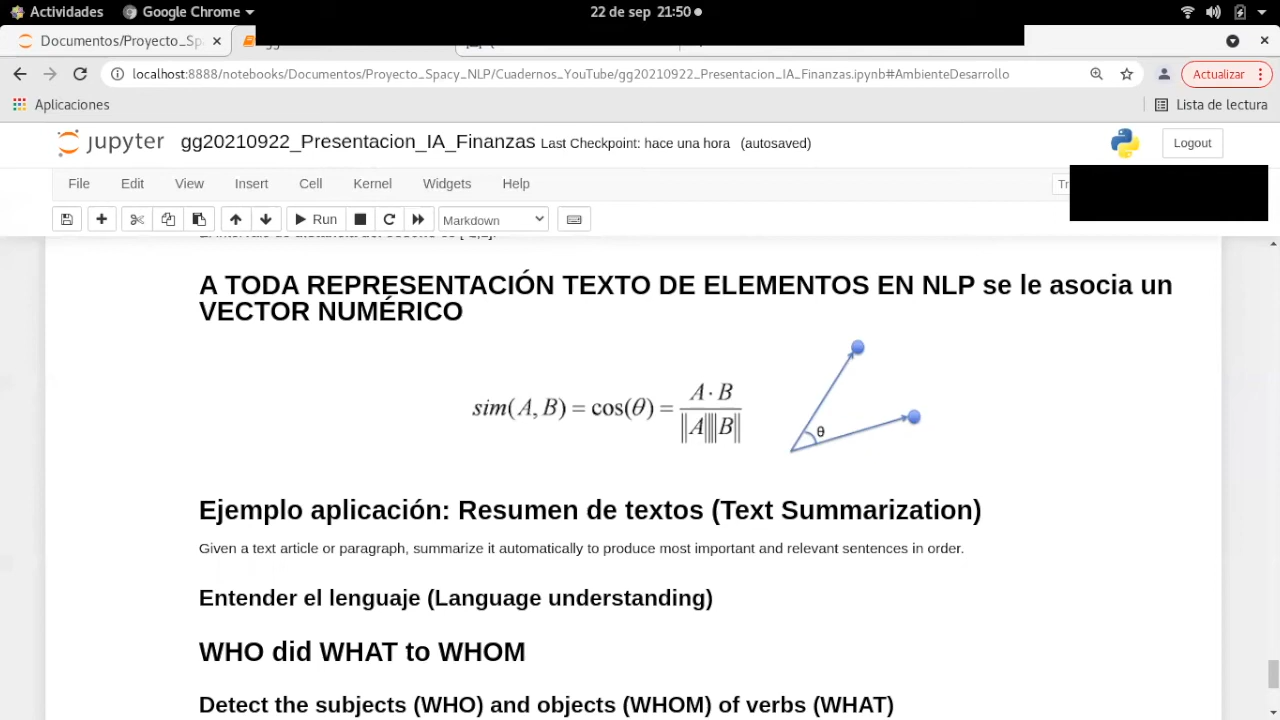 Actividades
Google Chrome
22 de sep 21:50
Documentos/Proyecto_Sp
localhost:8888/notebooks/Documentos/Proyecto_Spacy_NLP/Cuadernos_YouTube/gg20210922_Presentacion_IA_Finanzas.ipynb#AmbienteDesarrollo
Actualizar
Aplicaciones
Lista de lectura
jupyter gg20210922_Presentacion_IA_Finanzas Last Checkpoint: hace una hora (autosaved)
Logout
File Edit View Insert Cell Kernel Widgets Help
Run
Markdown
A TODA REPRESENTACIÓN TEXTO DE ELEMENTOS EN NLP se le asocia un
VECTOR NUMÉRICO
sim(A, B) = cos(θ) = A · B / ‖A‖‖B‖
θ
Ejemplo aplicación: Resumen de textos (Text Summarization)
Given a text article or paragraph, summarize it automatically to produce most important and relevant sentences in order.
Entender el lenguaje (Language understanding)
WHO did WHAT to WHOM
Detect the subjects (WHO) and objects (WHOM) of verbs (WHAT)